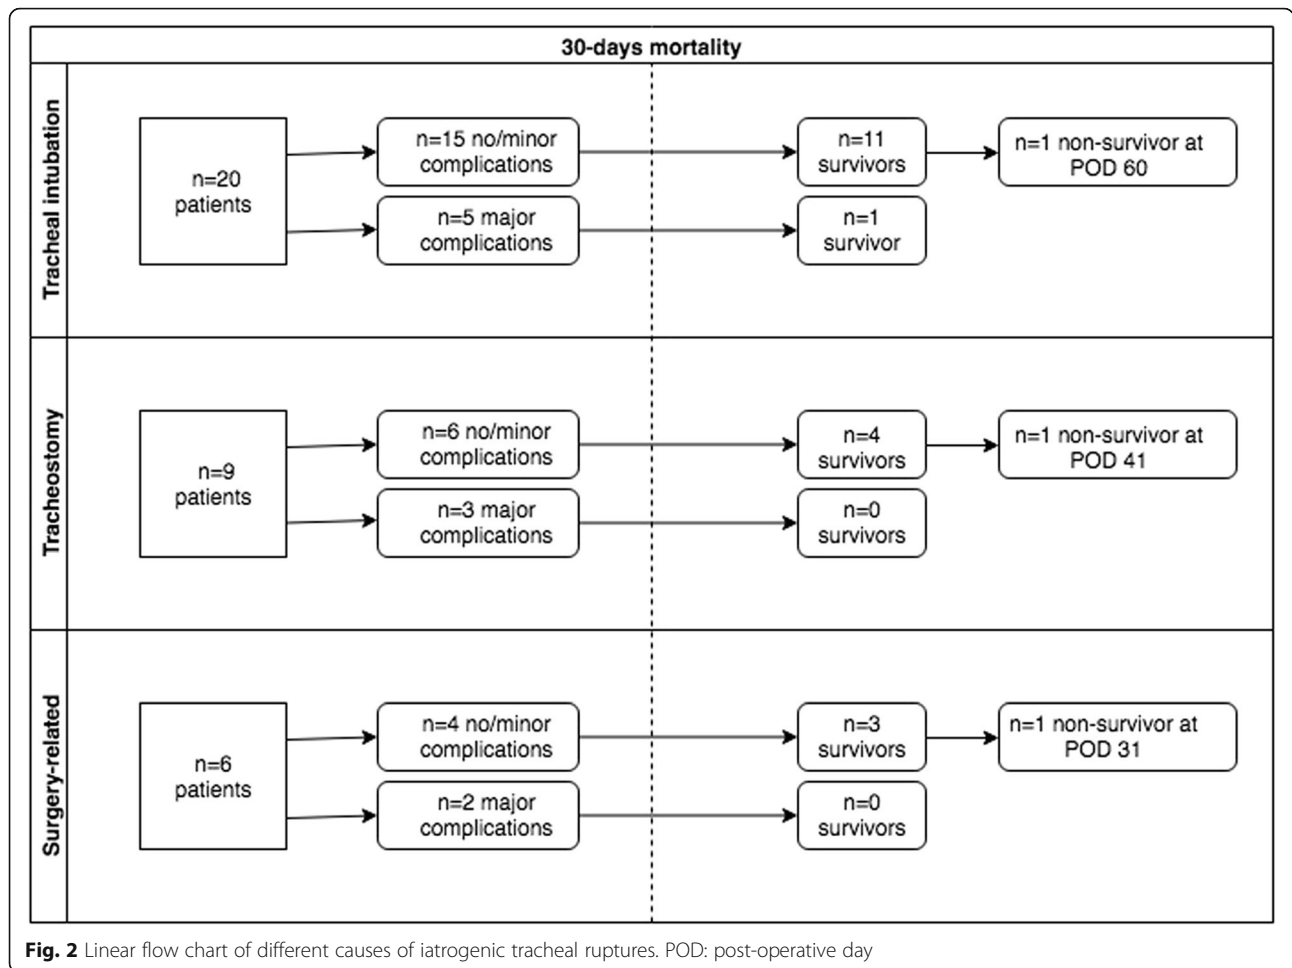 30-days mortality
Tracheal intubation
n=20
patients
n=15 no/minor
complications
n=5 major
complications
n=11
survivors
n=1
survivor
n=1 non-survivor at
POD 60
Tracheostomy
n=9
patients
n=6 no/minor
complications
n=3 major
complications
n=4
survivors
n=0
survivors
n=1 non-survivor at
POD 41
Surgery-related
n=6
patients
n=4 no/minor
complications
n=2 major
complications
n=3
survivors
n=0
survivors
n=1 non-survivor at
POD 31
Fig. 2 Linear flow chart of different causes of iatrogenic tracheal ruptures. POD: post-operative day